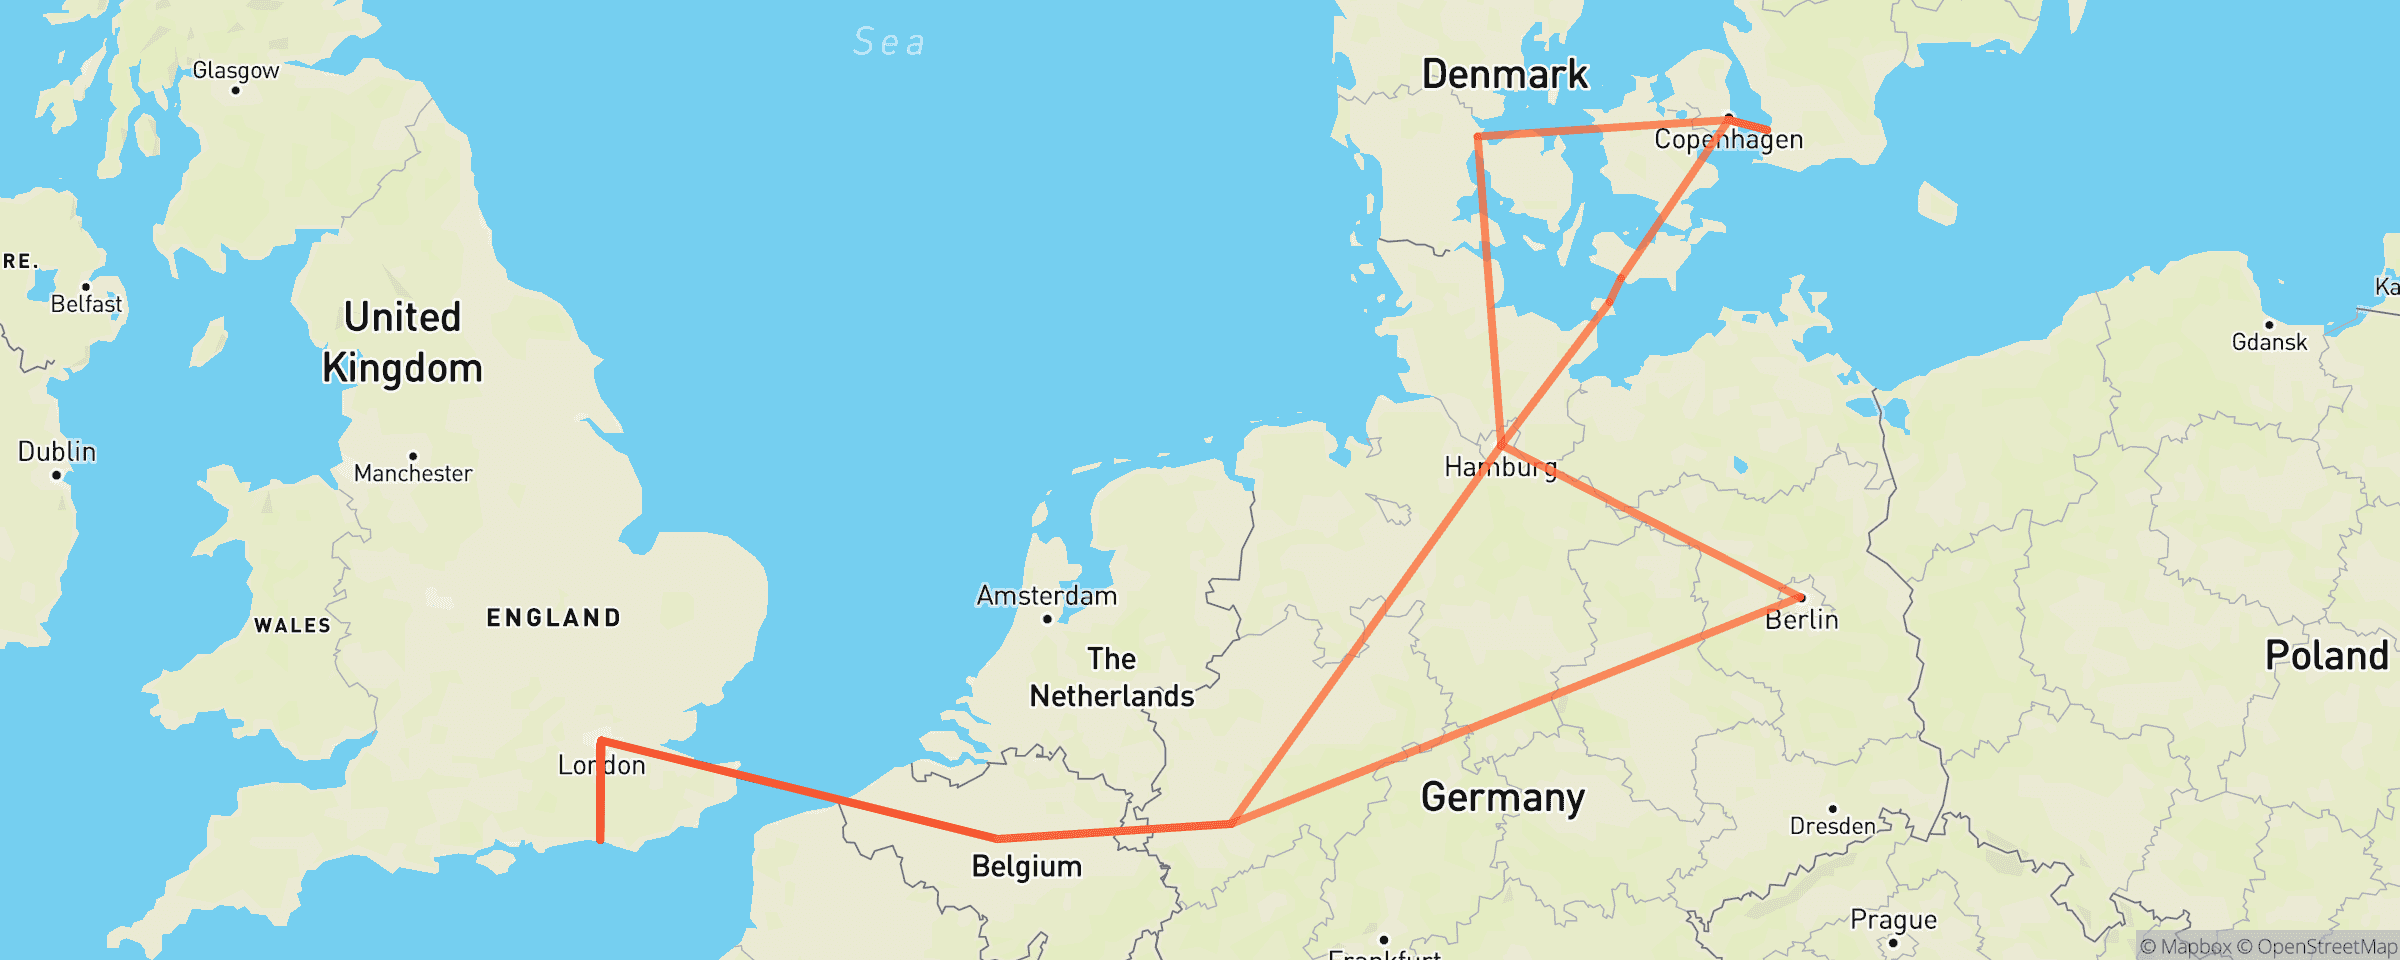 Sea
Glasgow
Denmark
Copenhagen
RE.
Belfast
United
Kingdom
Ka
Gdansk
Dublin
Manchester
Hamburg
Amsterdam
WALES
ENGLAND
Berlin
The
Netherlands
Poland
London
Germany
Dresden
Belgium
Prague
Frankfurt
© Mapbox © OpenStreetMap